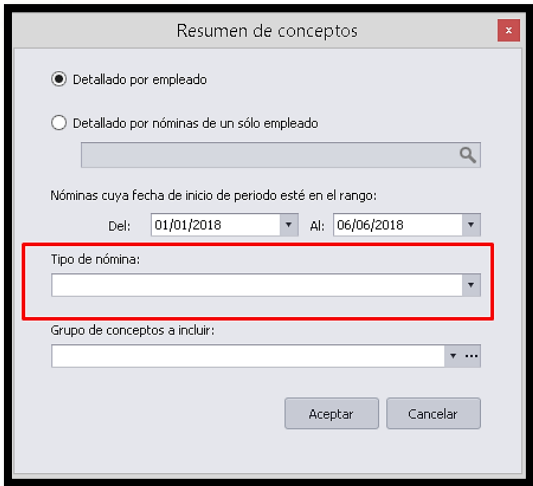 Resumen de conceptos
x
Detallado por empleado
Detallado por nóminas de un sólo empleado
Nóminas cuya fecha de inicio de periodo esté en el rango:
Del: 01/01/2018 Al: 06/06/2018
Tipo de nómina:
Grupo de conceptos a incluir:
...
Aceptar Cancelar